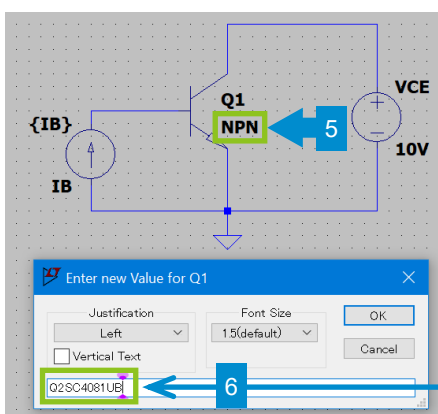 VCE
Q1
{IB}
NPN
5
10V
IB
Enter new Value for Q1
Justification
Font Size
OK
Left
1.5(default)
Cancel
Vertical Text
Q2SC4081UB
6